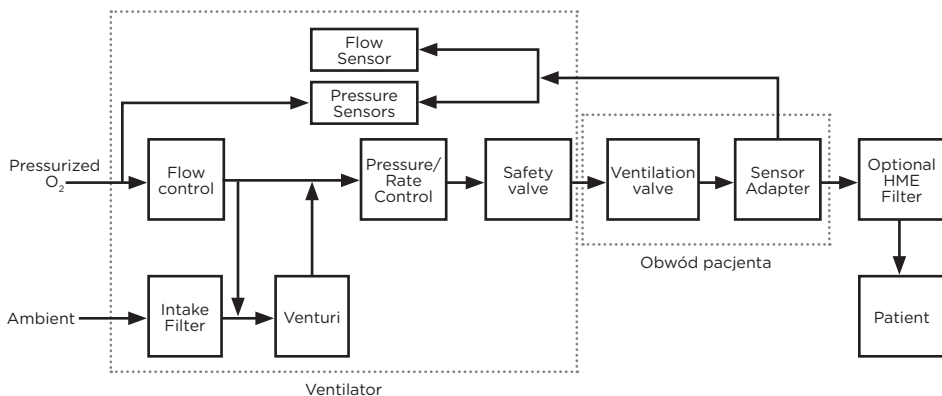 Flow
Sensor
Pressure
Sensors
Pressurized
O₂
Flow
control
Pressure/
Rate
Control
Safety
valve
Ventilation
valve
Sensor
Adapter
Optional
HME
Filter
Obwód pacjenta
Ambient
Intake
Filter
Venturi
Patient
Ventilator